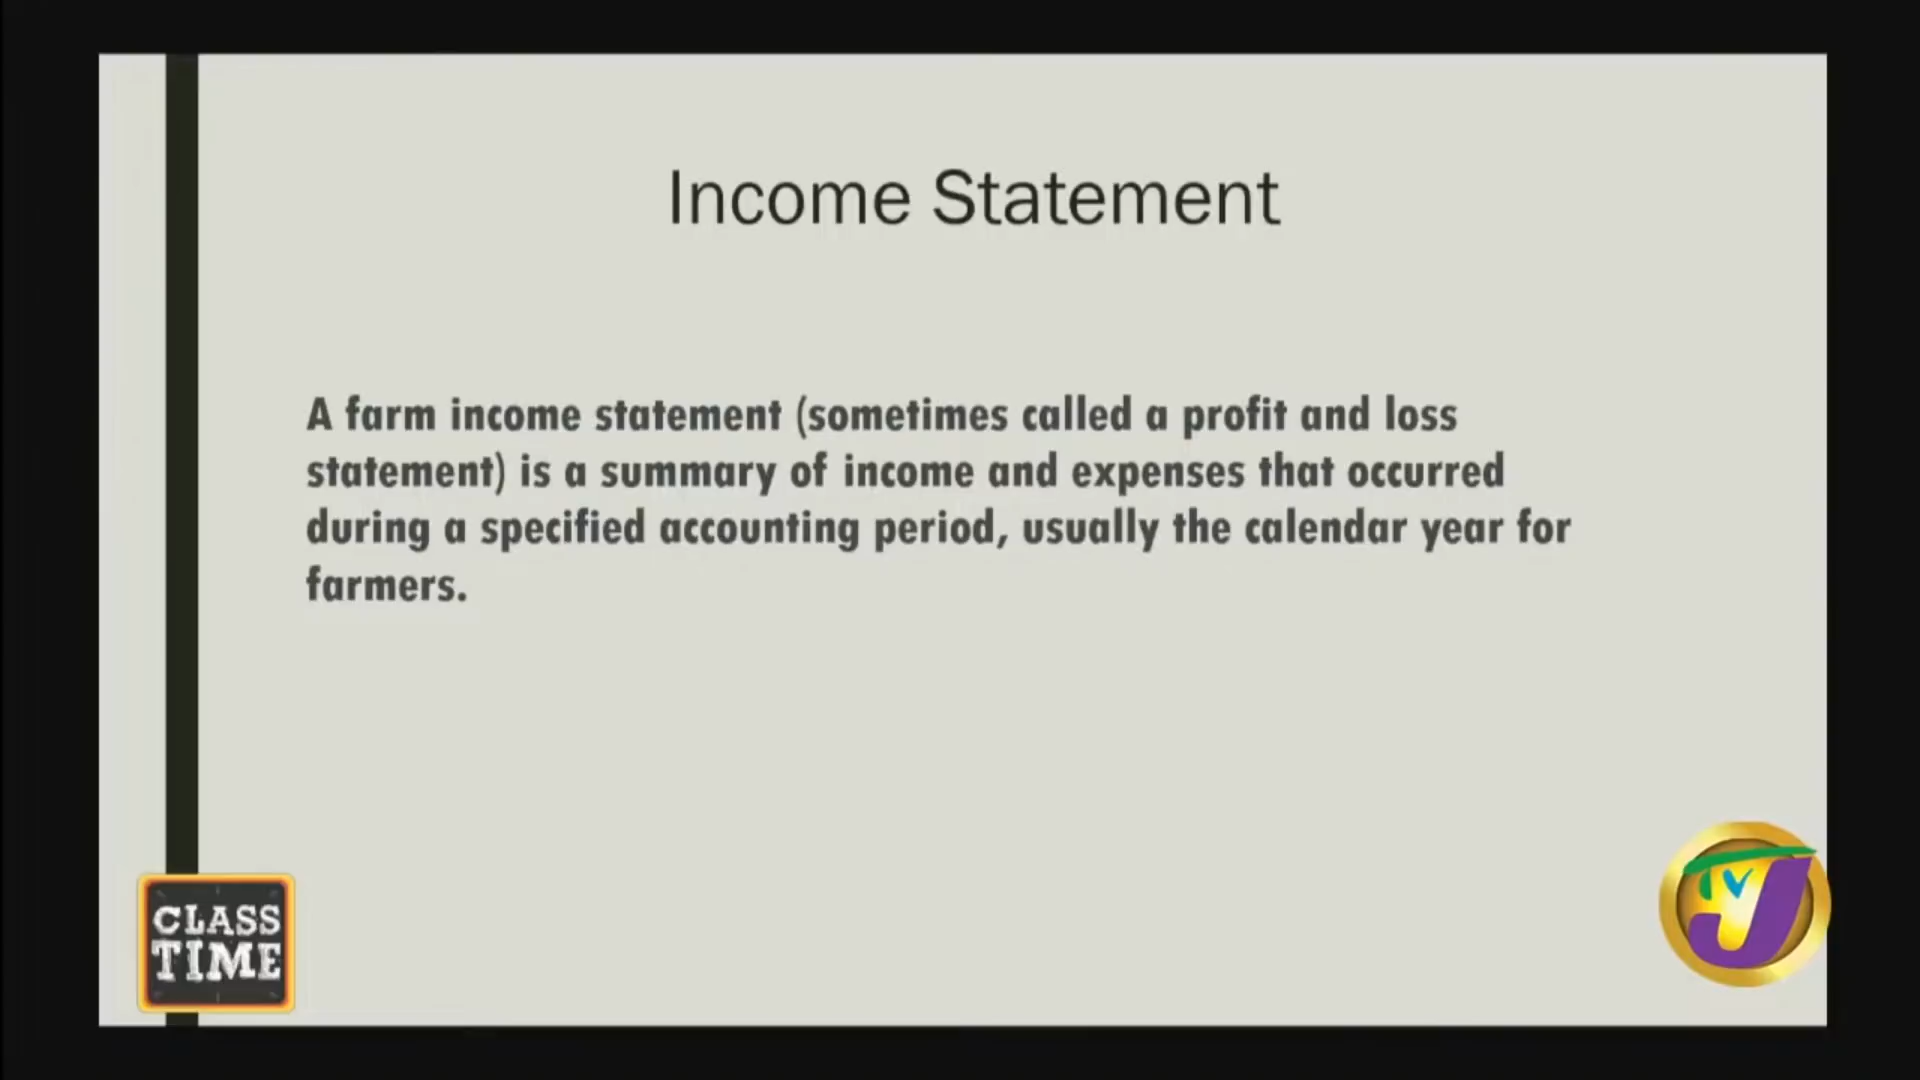 Income Statement
A farm income statement (sometimes called a profit and loss
statement) is a summary of income and expenses that occurred
during a specified accounting period, usually the calendar year for
farmers.
CLASS
TIME
TVJ